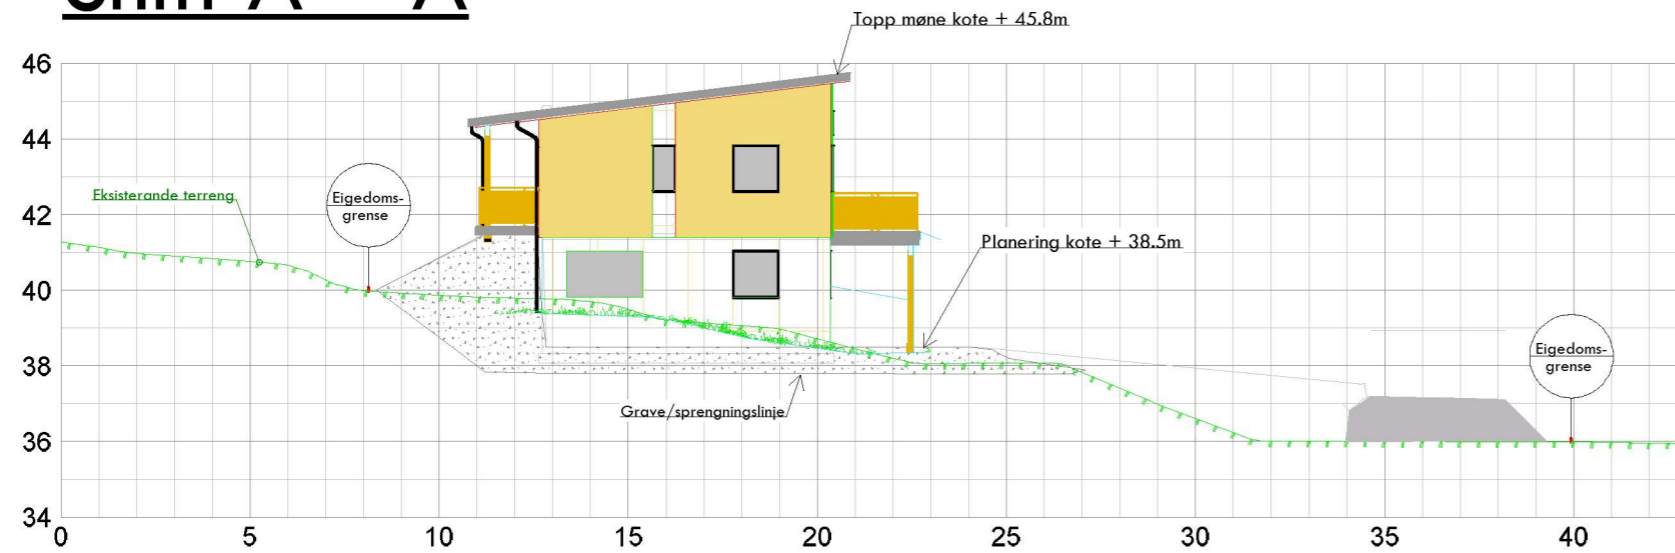 Topp møne kote + 45.8m
46
44
Eksisterande terreng
Eigedoms-
grense
42
Planering kote + 38.5m
40
38
Eigedoms-
grense
Grave/sprengningslinje
36
34
0 5 10 15 20 25 30 35 40